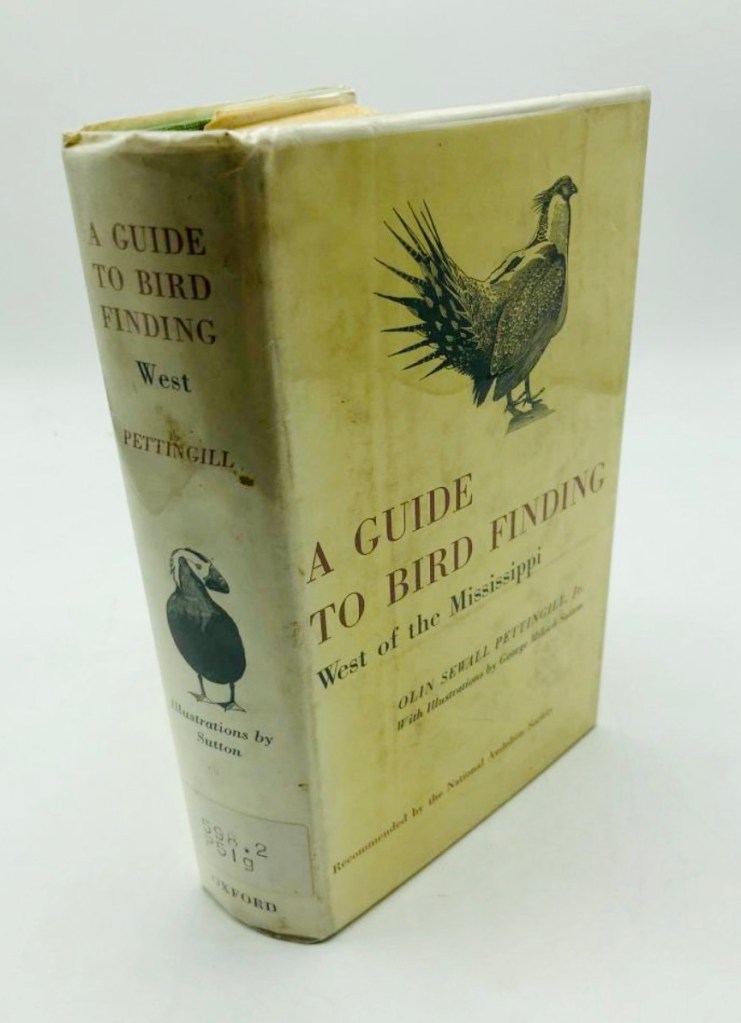 A GUIDE
TO BIRD
FINDING
West
PETTINGILL
Illustrations by
Sutton
598.2
P51g
OXFORD
A GUIDE
TO BIRD FINDING
West of the Mississippi
OLIN SEWALL PETTINGILL, Jr.
With Illustrations by George Miksch Sutton
Recommended by the National Audubon Society